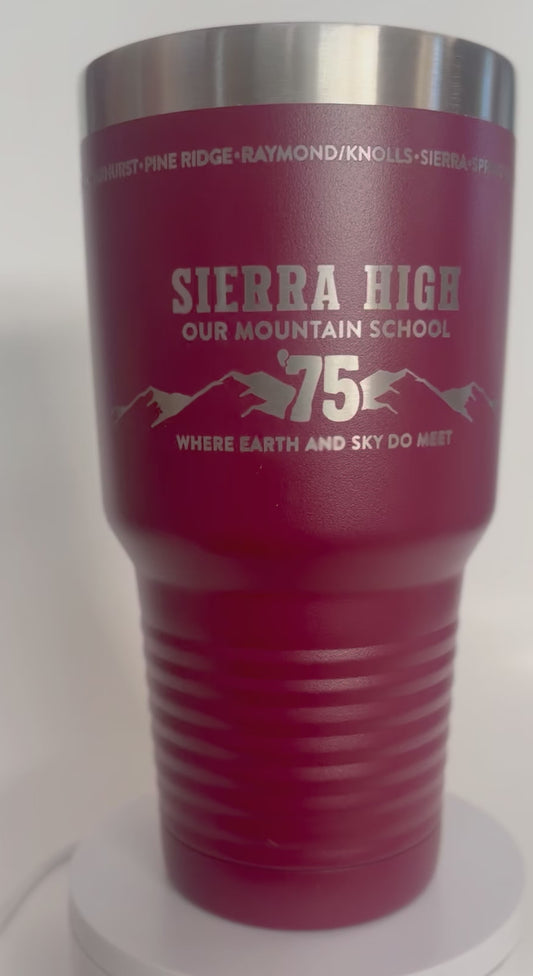 PINE RIDGE•RAYMOND/KNOLLS•SIERRA•
SIERRA HIGH
OUR MOUNTAIN SCHOOL
'75
WHERE EARTH AND SKY DO MEET